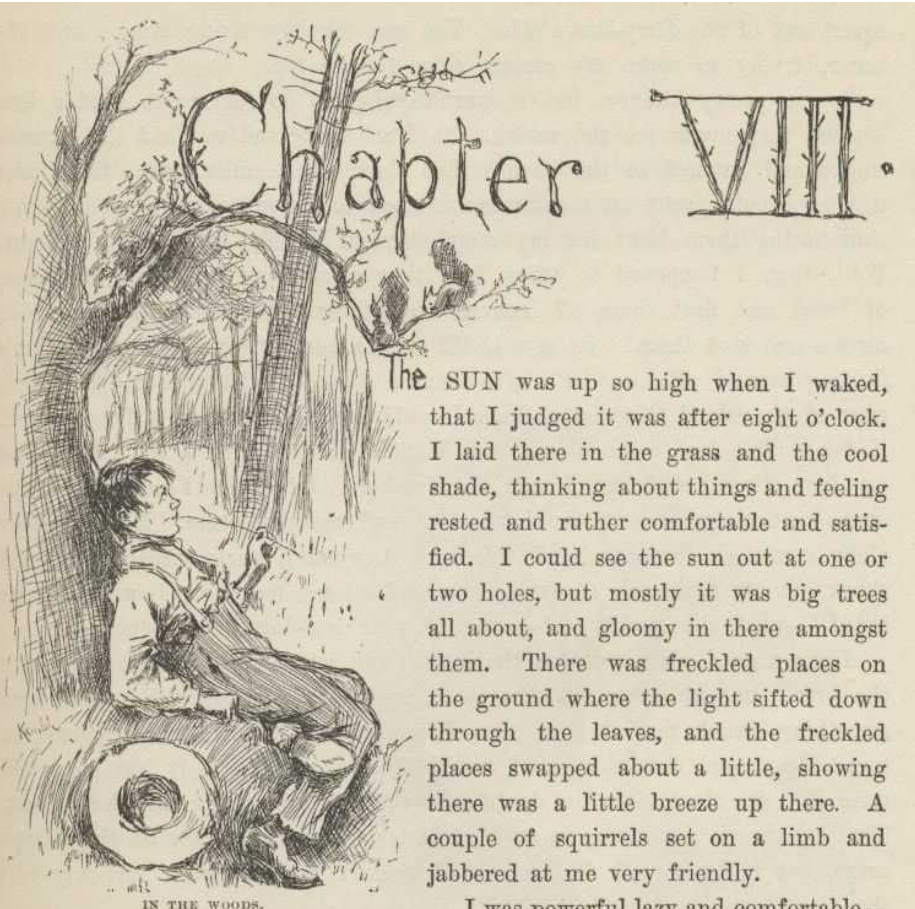 Chapter VIII.
The SUN was up so high when I waked,
that I judged it was after eight o'clock.
I laid there in the grass and the cool
shade, thinking about things and feeling
rested and ruther comfortable and satis-
fied. I could see the sun out at one or
two holes, but mostly it was big trees
all about, and gloomy in there amongst
them. There was freckled places on
the ground where the light sifted down
through the leaves, and the freckled
places swapped about a little, showing
there was a little breeze up there. A
couple of squirrels set on a limb and
jabbered at me very friendly.
IN THE WOODS.
I was powerful lazy and comfortable